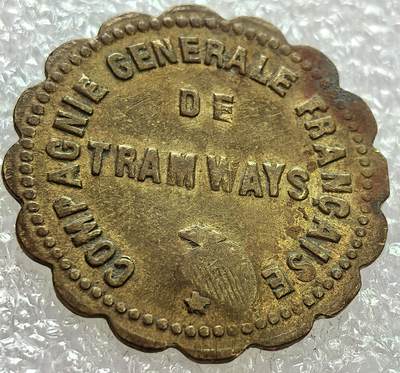 COMPAGNIE GENERALE FRANÇAISE
DE
TRAMWAYS